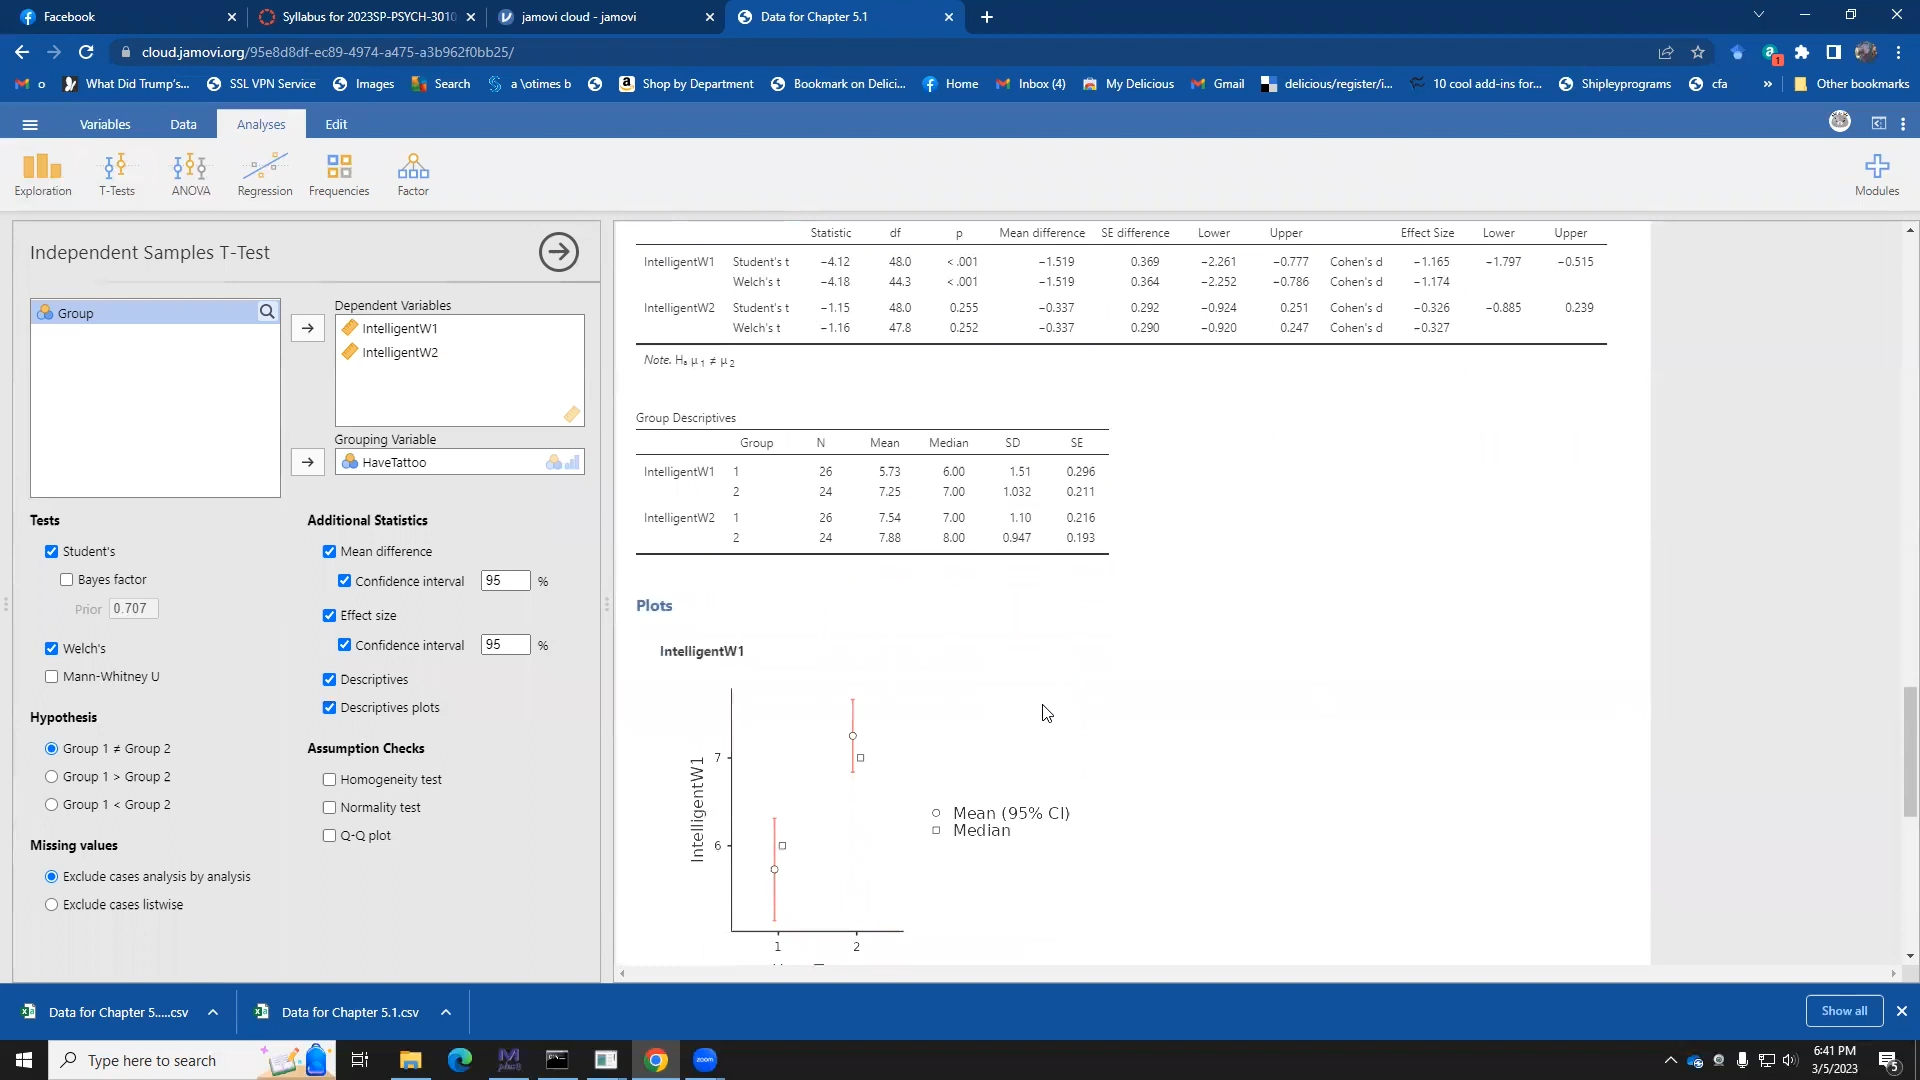 Facebook
Syllabus for 2023SP-PSYCH-3010
jamovi cloud - jamovi
Data for Chapter 5.1
cloud.jamovi.org/95e8d8df-ec89-4974-a475-a3b962f0bb25/
1
o What Did Trump's... SSL VPN Service Images Search a \otimes b Shop by Department Bookmark on Delici... Home Inbox (4) My Delicious Gmail delicious/register/i... 10 cool add-ins for... Shipleyprograms cfa » Other bookmarks
Variables Data Analyses Edit
Exploration T-Tests ANOVA Regression Frequencies Factor Modules
Independent Samples T-Test
Group
Dependent Variables
IntelligentW1
IntelligentW2
Grouping Variable
HaveTattoo
Tests
Student's
Bayes factor
Prior 0.707
Welch's
Mann-Whitney U
Hypothesis
Group 1 ≠ Group 2
Group 1 > Group 2
Group 1 < Group 2
Missing values
Exclude cases analysis by analysis
Exclude cases listwise
Additional Statistics
Mean difference
Confidence interval 95 %
Effect size
Confidence interval 95 %
Descriptives
Descriptives plots
Assumption Checks
Homogeneity test
Normality test
Q-Q plot
Statistic df p Mean difference SE difference Lower Upper Effect Size Lower Upper
IntelligentW1 Student's t −4.12 48.0 < .001 −1.519 0.369 −2.261 −0.777 Cohen's d −1.165 −1.797 −0.515
Welch's t −4.18 44.3 < .001 −1.519 0.364 −2.252 −0.786 Cohen's d −1.174
IntelligentW2 Student's t −1.15 48.0 0.255 −0.337 0.292 −0.924 0.251 Cohen's d −0.326 −0.885 0.239
Welch's t −1.16 47.8 0.252 −0.337 0.290 −0.920 0.247 Cohen's d −0.327
Note. Hₐ μ₁ ≠ μ₂
Group Descriptives
Group N Mean Median SD SE
IntelligentW1 1 26 5.73 6.00 1.51 0.296
2 24 7.25 7.00 1.032 0.211
IntelligentW2 1 26 7.54 7.00 1.10 0.216
2 24 7.88 8.00 0.947 0.193
Plots
IntelligentW1
IntelligentW1
7
6
1 2
Mean (95% CI)
Median
Data for Chapter 5.....csv
Data for Chapter 5.1.csv
Show all
Type here to search
zoom
6:41 PM
3/5/2023
5